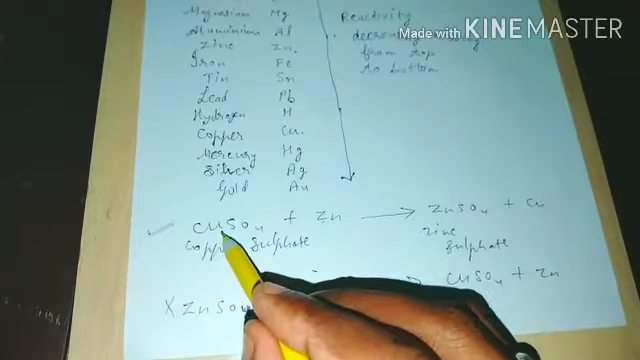 Made with KINEMASTER
Magnesium Mg
Aluminium Al
Zinc Zn.
Iron Fe
Tin Sn
Lead Pb
Hydrogen H
Copper Cu.
Mercury Hg
Silver Ag
Gold Au
Reactivity
from top
to bottom
CuSO4 + Zn → ZnSO4 + Cu
Sulphate Zinc
Sulphate
X ZnSO4 → CuSO4 + Zn